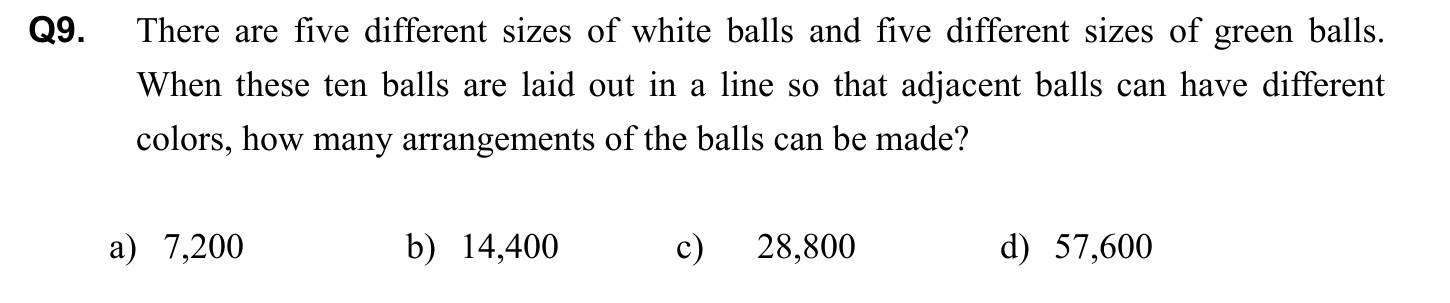 Q9. There are five different sizes of white balls and five different sizes of green balls.
When these ten balls are laid out in a line so that adjacent balls can have different
colors, how many arrangements of the balls can be made?
a) 7,200 b) 14,400 c) 28,800 d) 57,600